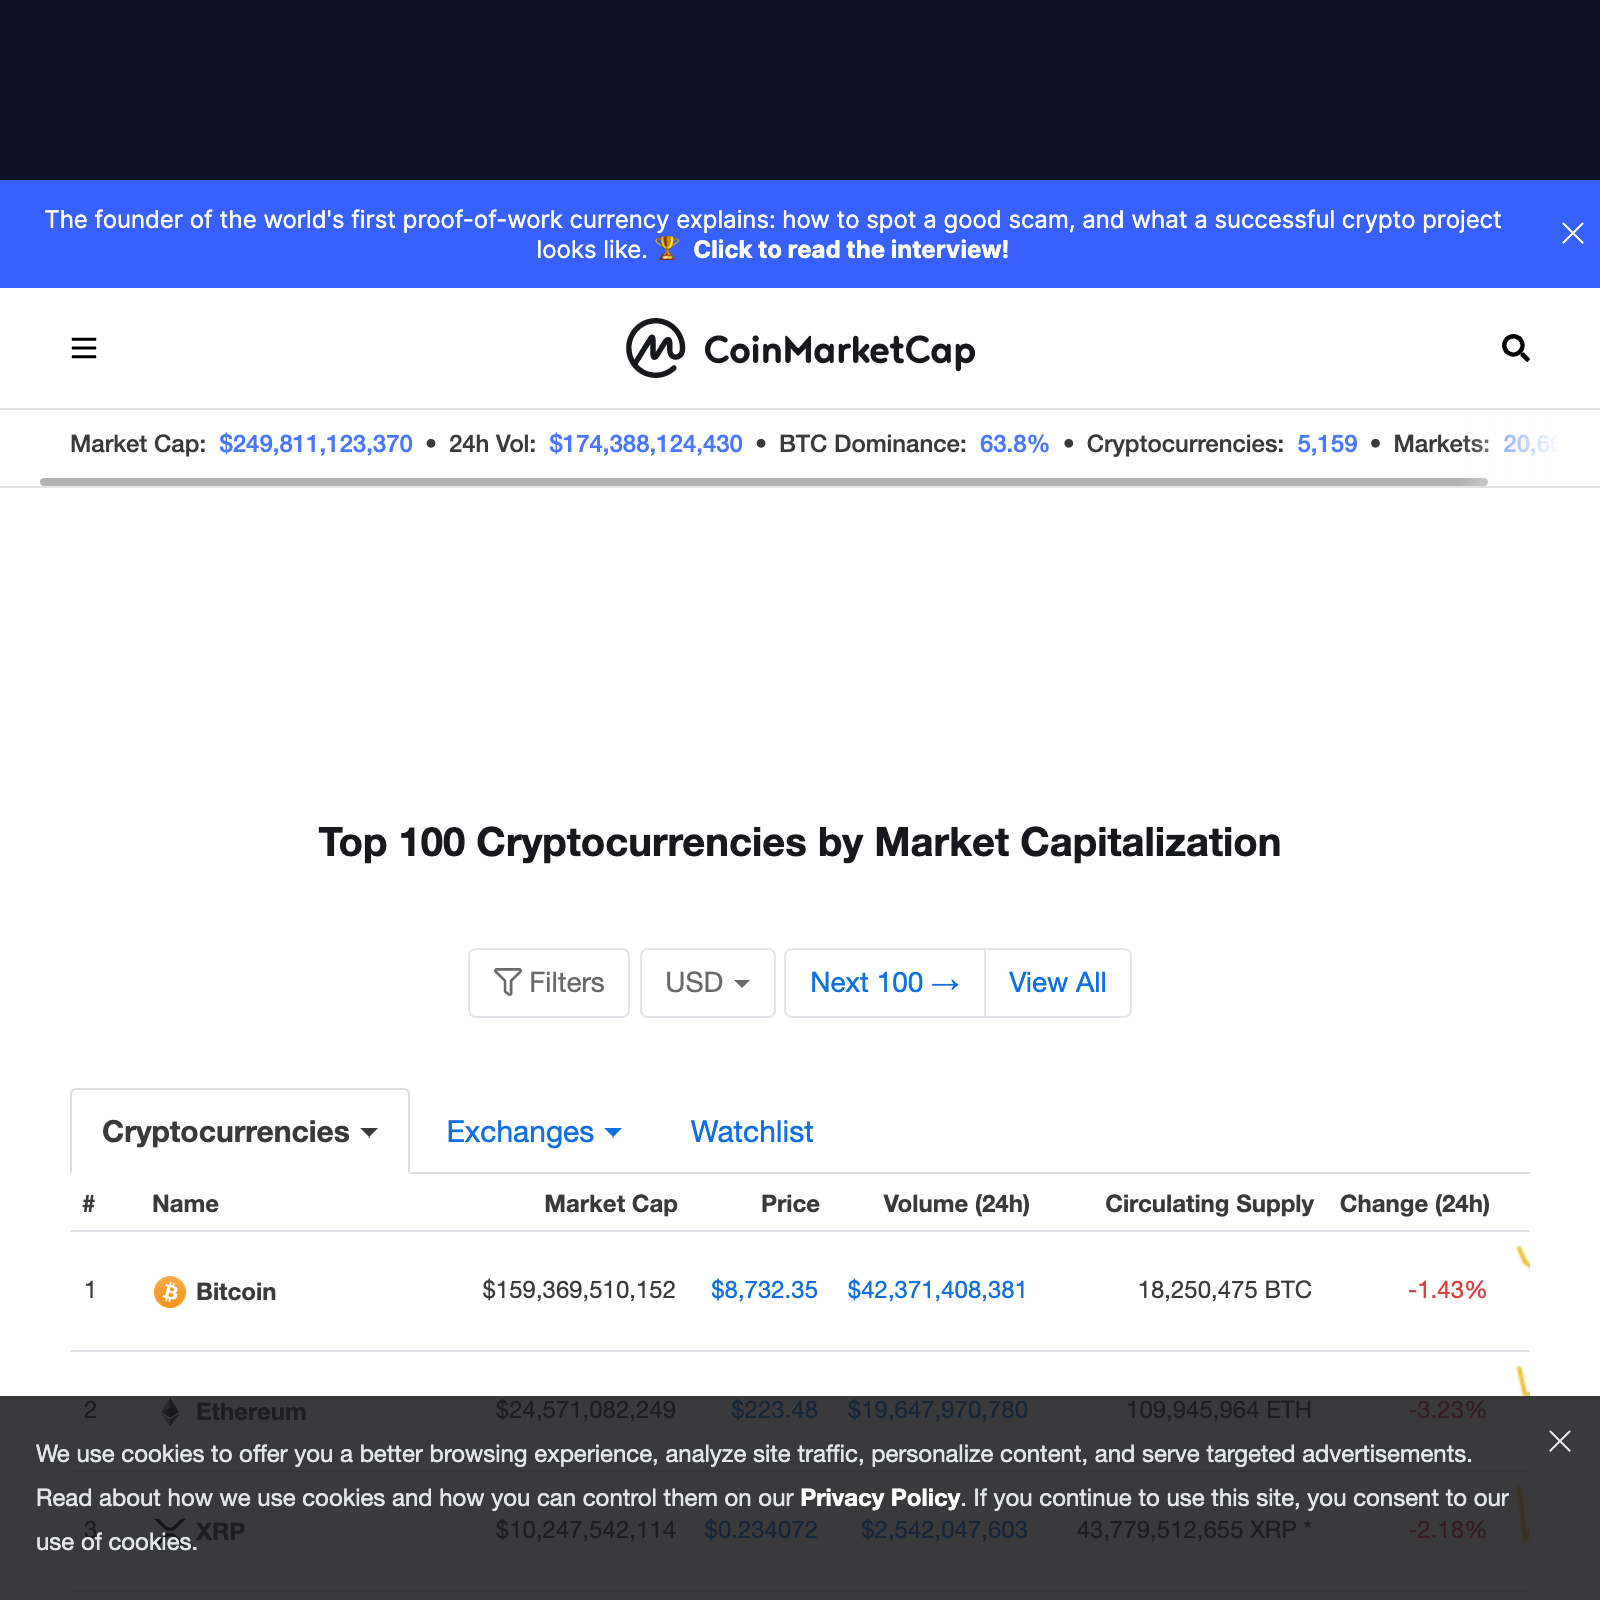 The founder of the world's first proof-of-work currency explains: how to spot a good scam, and what a successful crypto project
looks like. 🏆 Click to read the interview!
CoinMarketCap
Market Cap: $249,811,123,370 • 24h Vol: $174,388,124,430 • BTC Dominance: 63.8% • Cryptocurrencies: 5,159 • Markets:
Top 100 Cryptocurrencies by Market Capitalization
Filters USD Next 100 → View All
Cryptocurrencies Exchanges Watchlist
# Name Market Cap Price Volume (24h) Circulating Supply Change (24h)
1 Bitcoin $159,369,510,152 $8,732.35 $42,371,408,381 18,250,475 BTC -1.43%
2 Ethereum $24,571,082,249 $223.48 $19,647,970,780 109,945,964 ETH -3.23%
We use cookies to offer you a better browsing experience, analyze site traffic, personalize content, and serve targeted advertisements.
Read about how we use cookies and how you can control them on our Privacy Policy. If you continue to use this site, you consent to our
3 XRP $10,247,542,114 $0.234072 $2,542,047,603 43,779,512,655 XRP * -2.18%
use of cookies.